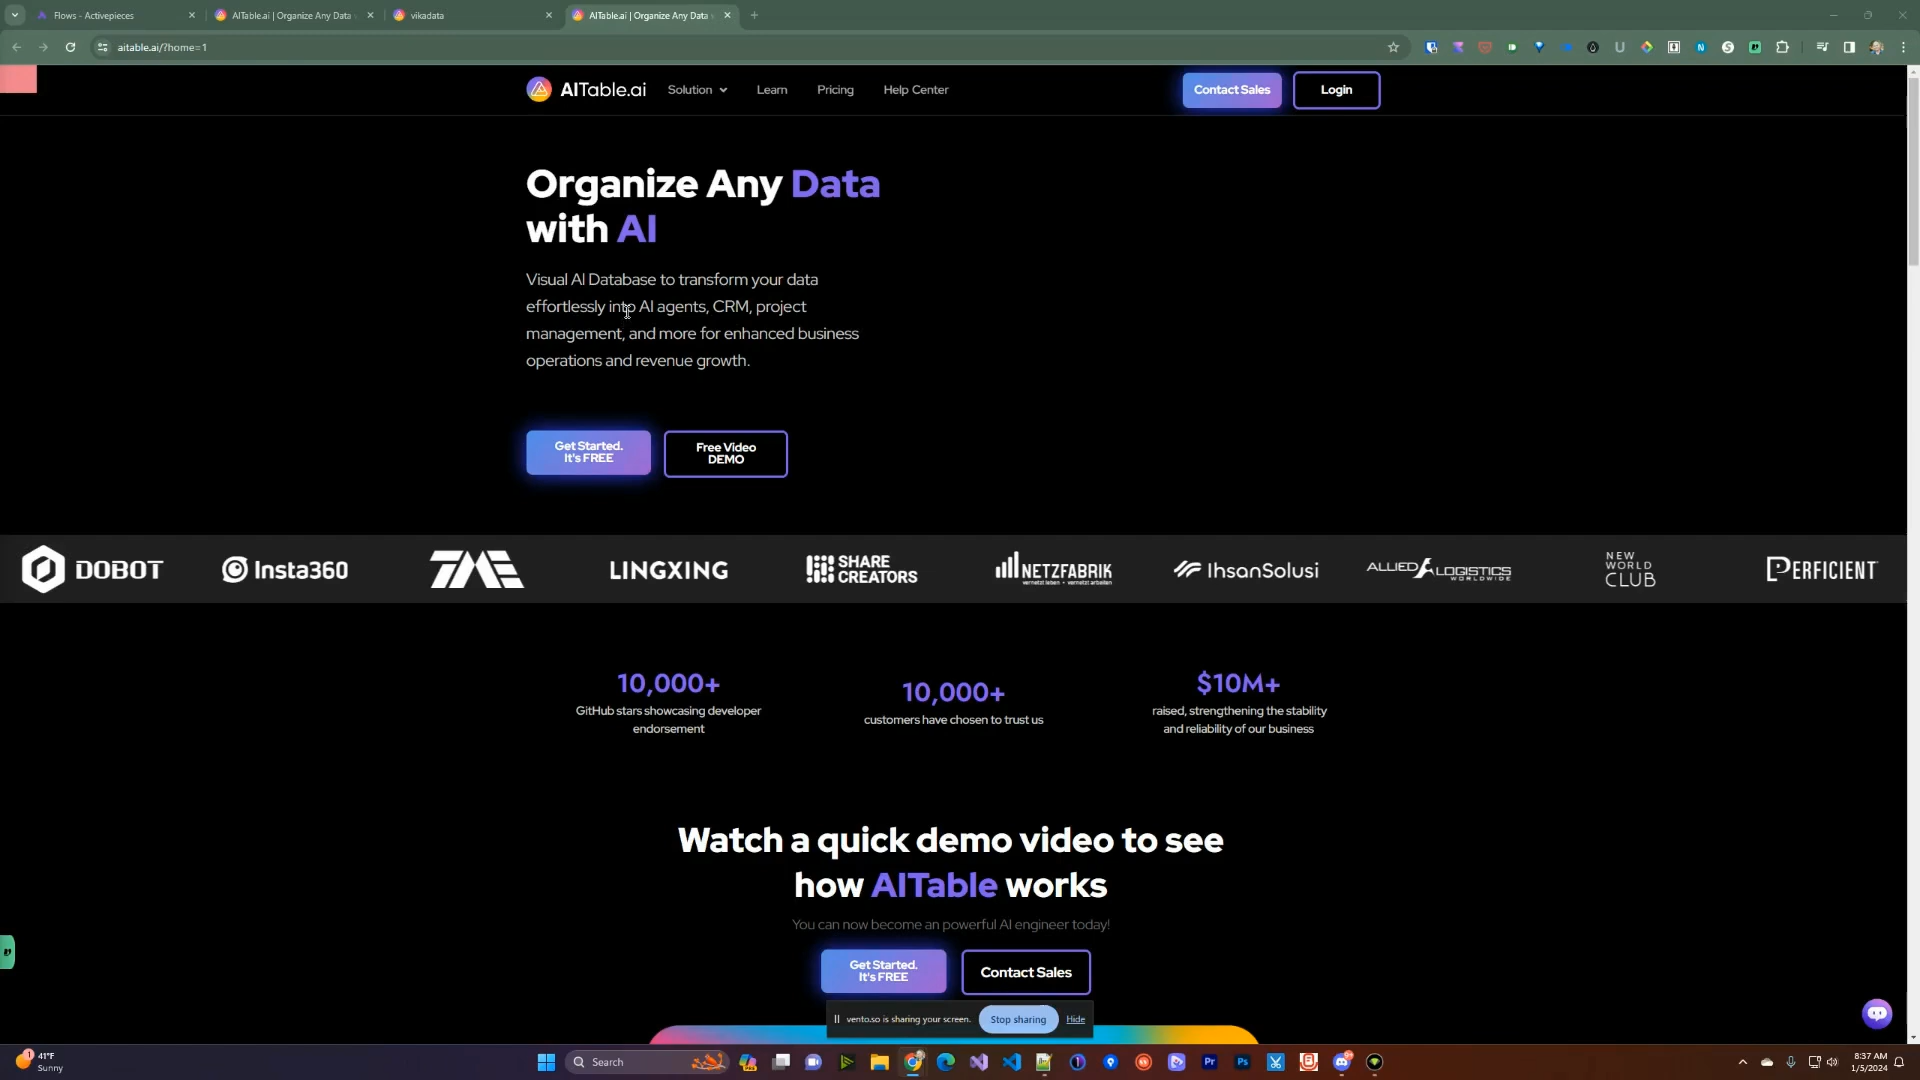 Flows - Activepieces
AITable.ai | Organize Any Data
vikadata
AITable.ai | Organize Any Data
aitable.ai/?home=1
AITable.ai
Solution
Learn
Pricing
Help Center
Contact Sales
Login
Organize Any Data
with AI
Visual AI Database to transform your data
effortlessly into AI agents, CRM, project
management, and more for enhanced business
operations and revenue growth.
Get Started.
It's FREE
Free Video
DEMO
DOBOT
Insta360
TME
LINGXING
SHARE
CREATORS
NETZFABRIK
vernetzt leben - vernetzt arbeiten
IhsanSolusi
ALLIED LOGISTICS
WORLDWIDE
NEW
WORLD
CLUB
PERFICIENT
10,000+
GitHub stars showcasing developer
endorsement
10,000+
customers have chosen to trust us
$10M+
raised, strengthening the stability
and reliability of our business
Watch a quick demo video to see
how AITable works
You can now become an powerful AI engineer today!
Get Started.
It's FREE
Contact Sales
vento.so is sharing your screen.
Stop sharing
Hide
41°F
Sunny
Search
8:37 AM
1/5/2024